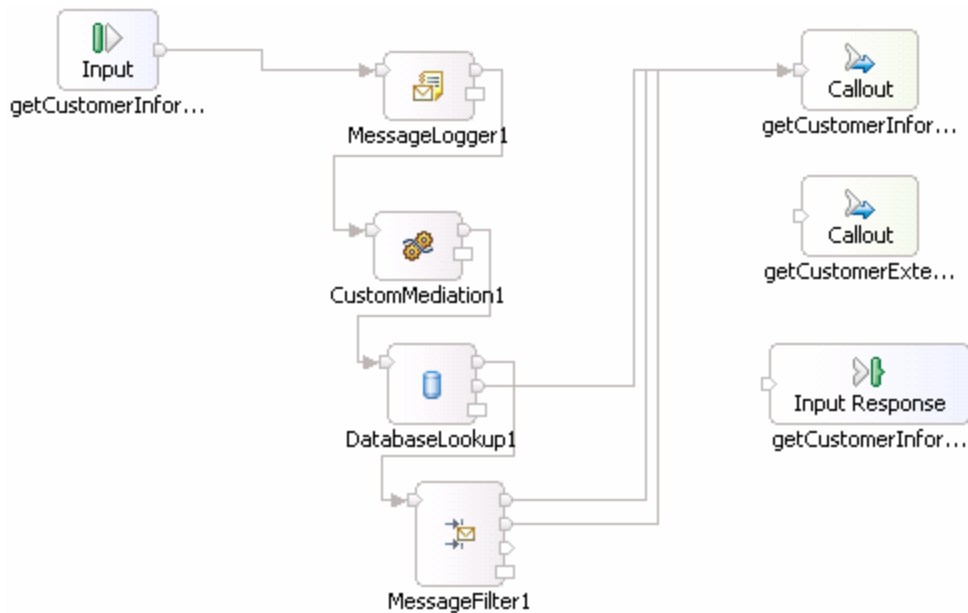 Input
getCustomerInfor...
MessageLogger1
CustomMediation1
DatabaseLookup1
MessageFilter1
Callout
getCustomerInfor...
Callout
getCustomerExte...
Input Response
getCustomerInfor...